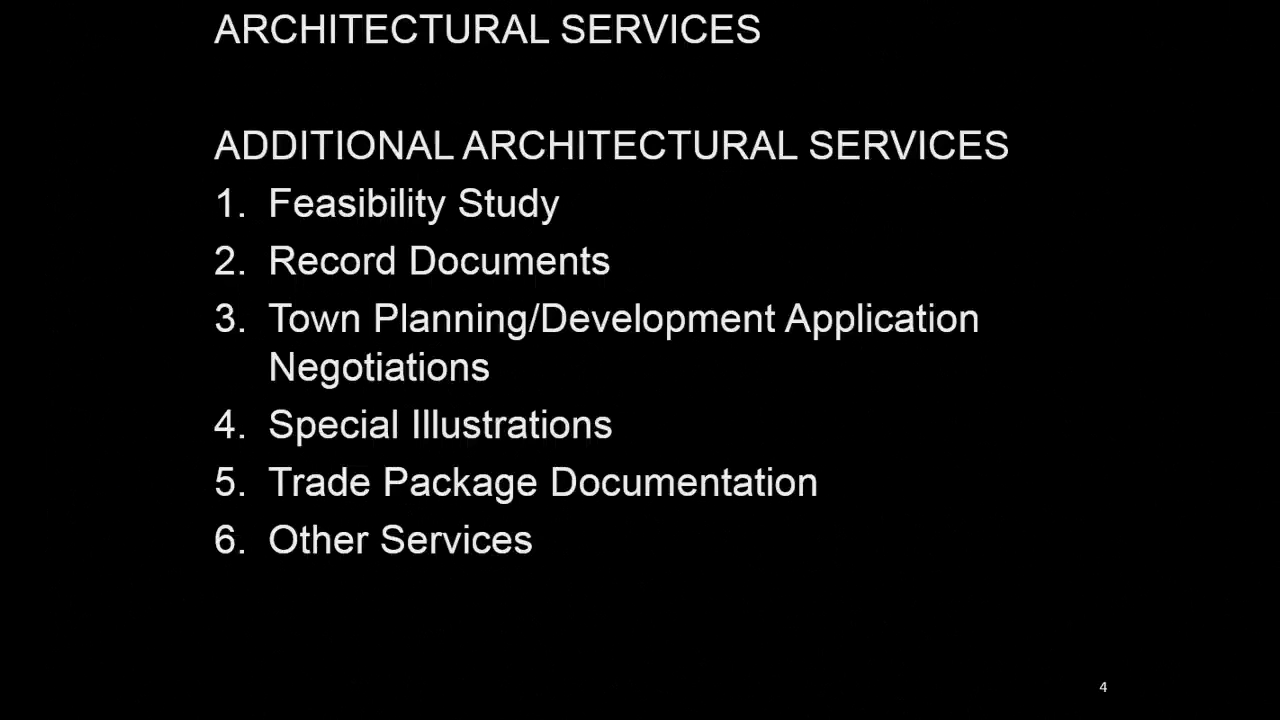 ARCHITECTURAL SERVICES
ADDITIONAL ARCHITECTURAL SERVICES
1. Feasibility Study
2. Record Documents
3. Town Planning/Development Application
Negotiations
4. Special Illustrations
5. Trade Package Documentation
6. Other Services
4